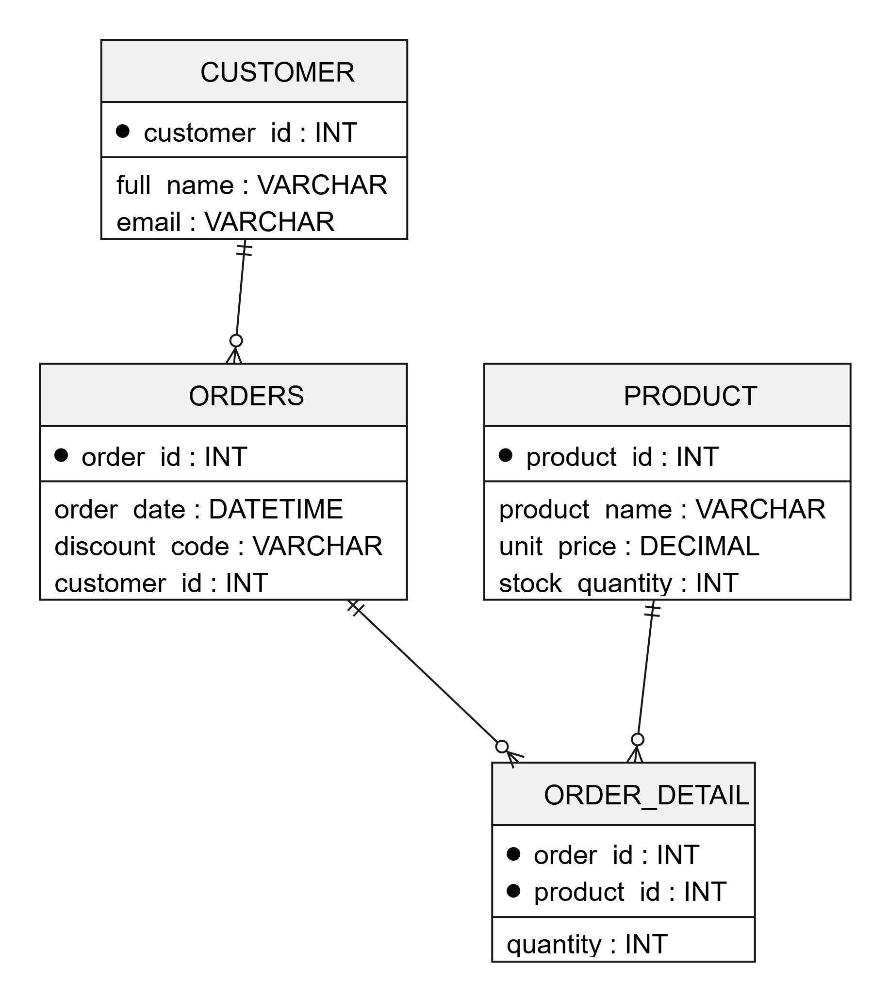 CUSTOMER
customer id : INT
full name : VARCHAR
email : VARCHAR
ORDERS
order id : INT
order date : DATETIME
discount code : VARCHAR
customer id : INT
PRODUCT
product id : INT
product name : VARCHAR
unit price : DECIMAL
stock quantity : INT
ORDER_DETAIL
order id : INT
product id : INT
quantity : INT